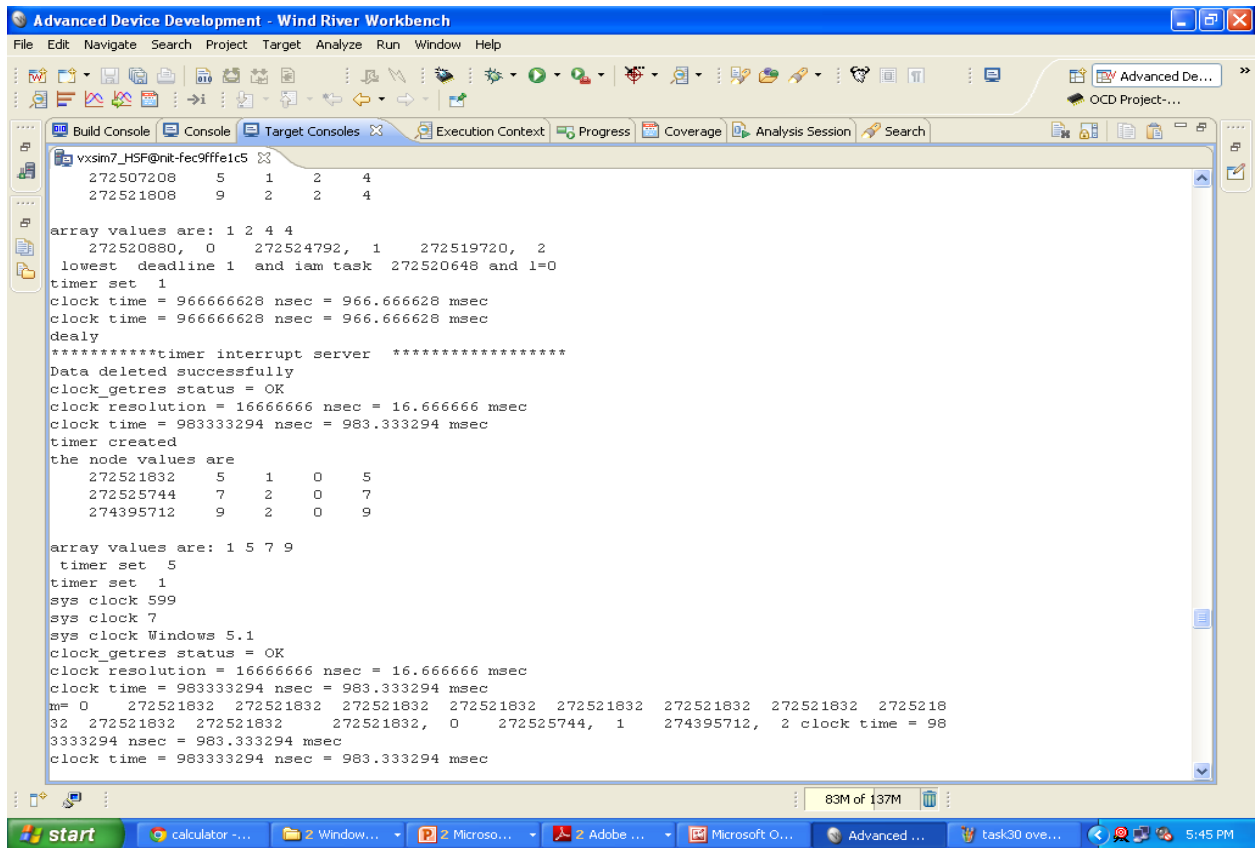 Advanced Device Development - Wind River Workbench
File Edit Navigate Search Project Target Analyze Run Window Help
Advanced De...
»
OCD Project-...
Build Console Console Target Consoles Execution Context Progress Coverage Analysis Session Search
vxsim7_HSF@nit-fec9fffe1c5
272507208 5 1 2 4
272521808 9 2 2 4
array values are: 1 2 4 4
272520880, 0 272524792, 1 272519720, 2
lowest deadline 1 and iam task 272520648 and l=0
timer set 1
clock time = 966666628 nsec = 966.666628 msec
clock time = 966666628 nsec = 966.666628 msec
dealy
***********timer interrupt server ******************
Data deleted successfully
clock_getres status = OK
clock resolution = 16666666 nsec = 16.666666 msec
clock time = 983333294 nsec = 983.333294 msec
timer created
the node values are
272521832 5 1 0 5
272525744 7 2 0 7
274395712 9 2 0 9
array values are: 1 5 7 9
timer set 5
timer set 1
sys clock 599
sys clock 7
sys clock Windows 5.1
clock_getres status = OK
clock resolution = 16666666 nsec = 16.666666 msec
clock time = 983333294 nsec = 983.333294 msec
m= 0 272521832 272521832 272521832 272521832 272521832 272521832 272521832 2725218
32 272521832 272521832 272521832, 0 272525744, 1 274395712, 2 clock time = 98
3333294 nsec = 983.333294 msec
clock time = 983333294 nsec = 983.333294 msec
83M of 137M
start calculator -... 2 Window... 2 Microso... 2 Adobe ... Microsoft O... Advanced ... task30 ove... 5:45 PM